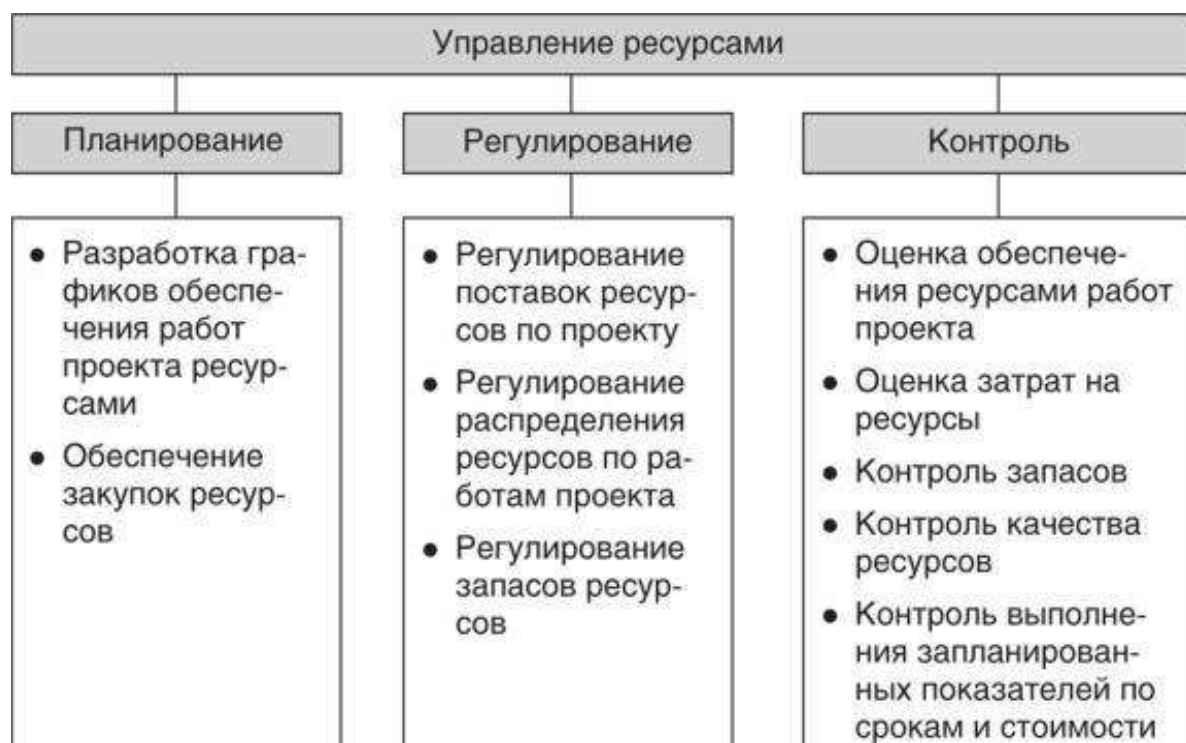 Управление ресурсами
Планирование
Регулирование
Контроль
● Разработка гра-
фиков обеспе-
чения работ
проекта ресур-
сами
● Обеспечение
закупок ресур-
сов
● Регулирование
поставок ресур-
сов по проекту
● Регулирование
распределения
ресурсов по ра-
ботам проекта
● Регулирование
запасов ресур-
сов
● Оценка обеспече-
ния ресурсами работ
проекта
● Оценка затрат на
ресурсы
● Контроль запасов
● Контроль качества
ресурсов
● Контроль выполне-
ния запланирован-
ных показателей по
срокам и стоимости